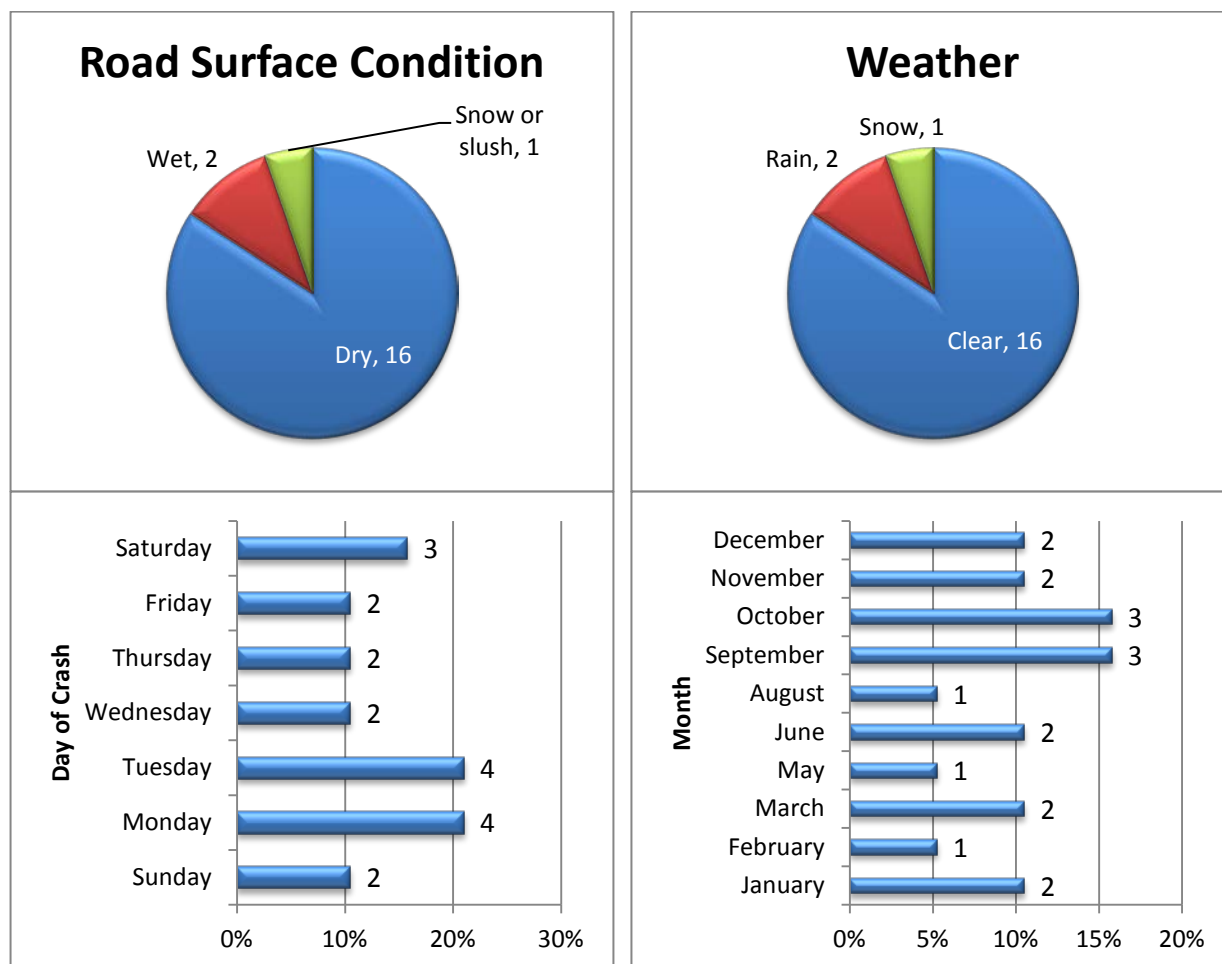 Road Surface Condition
Snow or
slush, 1
Wet, 2
Dry, 16
Weather
Snow, 1
Rain, 2
Clear, 16
Day of Crash
Saturday 3
Friday 2
Thursday 2
Wednesday 2
Tuesday 4
Monday 4
Sunday 2
0% 10% 20% 30%
Month
December 2
November 2
October 3
September 3
August 1
June 2
May 1
March 2
February 1
January 2
0% 5% 10% 15% 20%